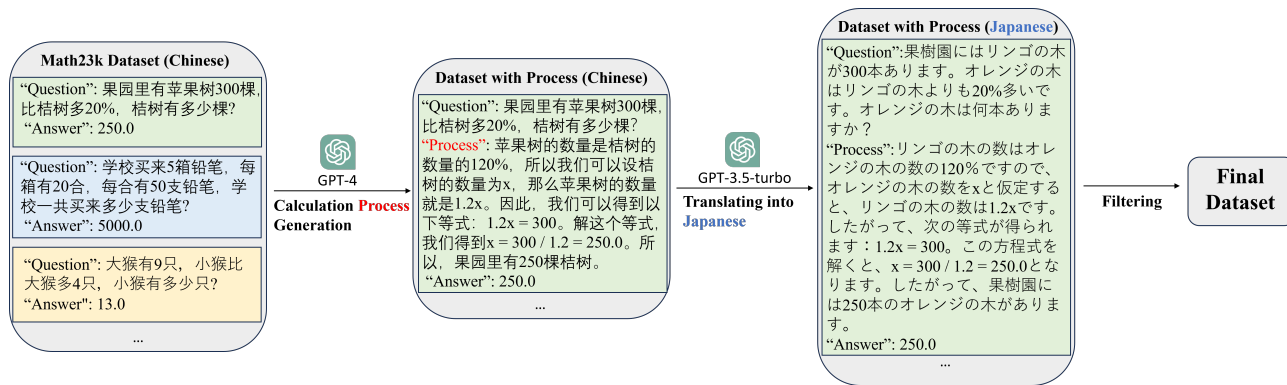 Math23k Dataset (Chinese)
“Question”: 果园里有苹果树300棵,
比桔树多20%，桔树有多少棵?
“Answer”: 250.0
“Question”: 学校买来5箱铅笔，每
箱有20合，每合有50支铅笔，学
校一共买来多少支铅笔?
“Answer”: 5000.0
“Question”: 大猴有9只，小猴比
大猴多4只，小猴有多少只?
“Answer": 13.0
...
GPT-4
Calculation Process
Generation
Dataset with Process (Chinese)
“Question”: 果园里有苹果树300棵,
比桔树多20%，桔树有多少棵?
“Process”: 苹果树的数量是桔树的
数量的120%，所以我们可以设桔
树的数量为x，那么苹果树的数量
就是1.2x。因此，我们可以得到以
下等式：1.2x = 300。解这个等式，
我们得到x = 300 / 1.2 = 250.0。所
以，果园里有250棵桔树。
“Answer”: 250.0
...
GPT-3.5-turbo
Translating into
Japanese
Dataset with Process (Japanese)
“Question”:果樹園にはリンゴの木
が300本あります。オレンジの木
はリンゴの木よりも20%多いで
す。オレンジの木は何本ありま
すか？
“Process”:リンゴの木の数はオレ
ンジの木の数の120％ですので、
オレンジの木の数をxと仮定する
と、リンゴの木の数は1.2xです。
したがって、次の等式が得られ
ます：1.2x = 300。この方程式を
解くと、x = 300 / 1.2 = 250.0とな
ります。したがって、果樹園に
は250本のオレンジの木がありま
す。
“Answer”: 250.0
...
Filtering
Final
Dataset